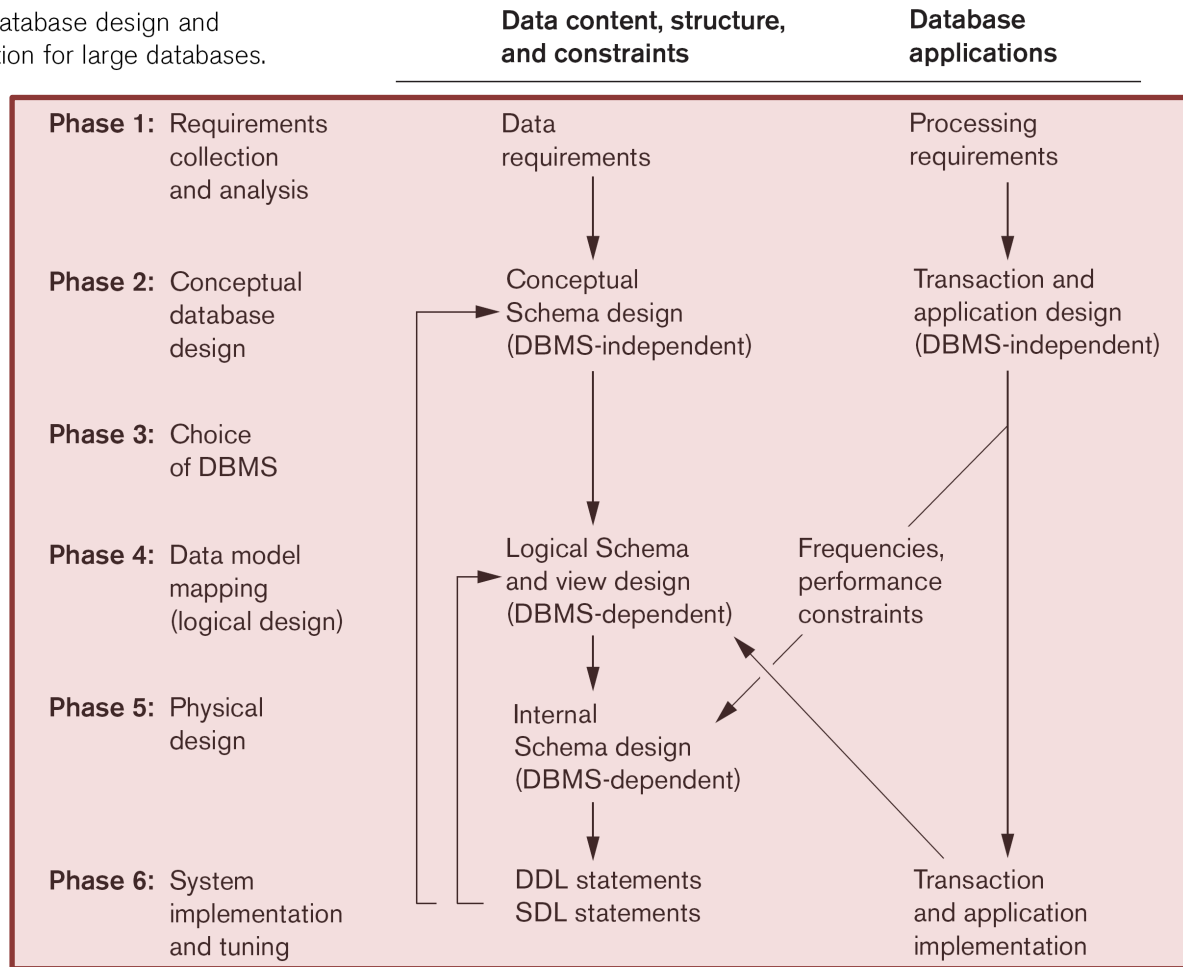 atabase design and
tion for large databases.
Data content, structure,
and constraints
Database
applications
Phase 1: Requirements
collection
and analysis
Data
requirements
Processing
requirements
Phase 2: Conceptual
database
design
Conceptual
Schema design
(DBMS-independent)
Transaction and
application design
(DBMS-independent)
Phase 3: Choice
of DBMS
Phase 4: Data model
mapping
(logical design)
Logical Schema
and view design
(DBMS-dependent)
Frequencies,
performance
constraints
Phase 5: Physical
design
Internal
Schema design
(DBMS-dependent)
Phase 6: System
implementation
and tuning
DDL statements
SDL statements
Transaction
and application
implementation